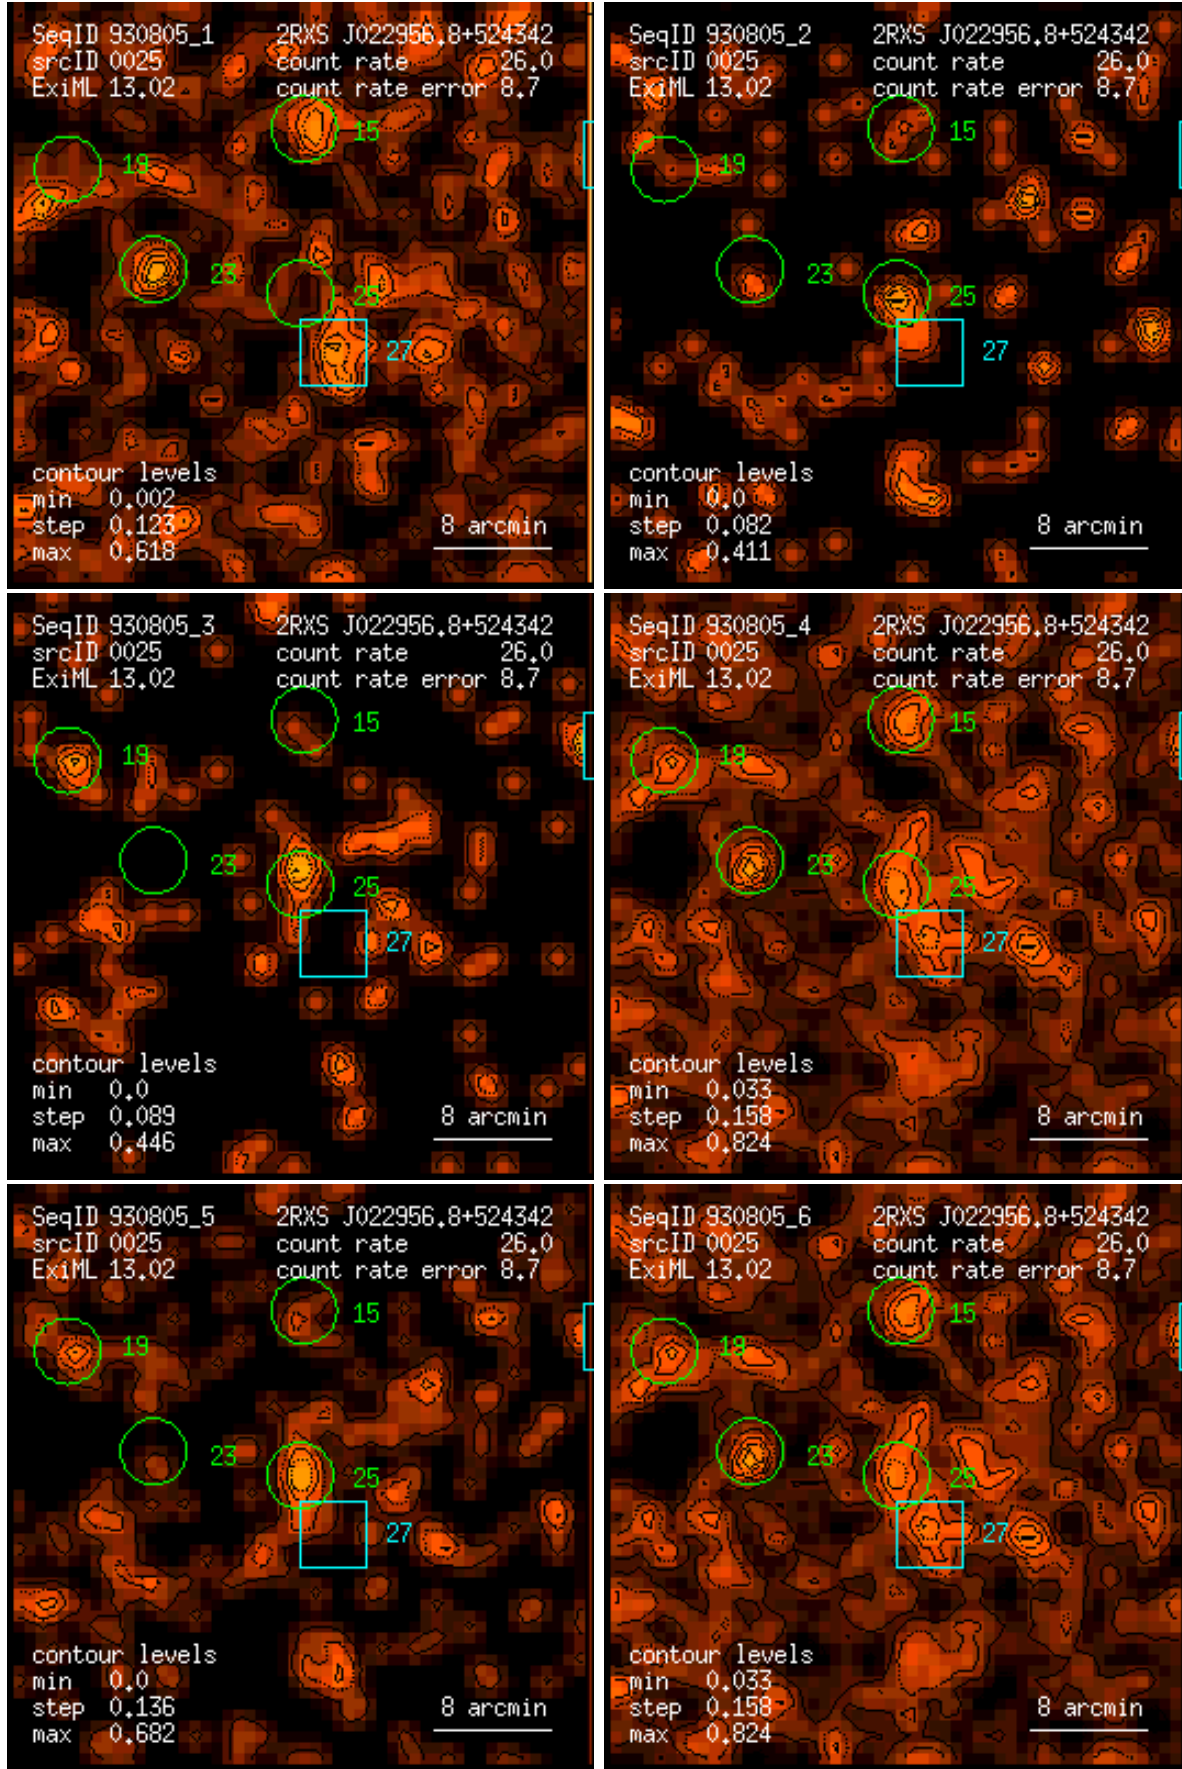 SeqID 930805_1 2RXS J022956.8+524342
srcID 0025 count rate 26.0
ExiML 13.02 count rate error 8.7
15
19
23
25
27
contour levels
min 0.002
step 0.123
max 0.618
8 arcmin
SeqID 930805_2 2RXS J022956.8+524342
srcID 0025 count rate 26.0
ExiML 13.02 count rate error 8.7
15
19
23
25
27
contour levels
min 0.0
step 0.082
max 0.411
8 arcmin
SeqID 930805_3 2RXS J022956.8+524342
srcID 0025 count rate 26.0
ExiML 13.02 count rate error 8.7
15
19
23
25
27
contour levels
min 0.0
step 0.089
max 0.446
8 arcmin
SeqID 930805_4 2RXS J022956.8+524342
srcID 0025 count rate 26.0
ExiML 13.02 count rate error 8.7
15
19
23
25
27
contour levels
min 0.033
step 0.158
max 0.824
8 arcmin
SeqID 930805_5 2RXS J022956.8+524342
srcID 0025 count rate 26.0
ExiML 13.02 count rate error 8.7
15
19
23
25
27
contour levels
min 0.0
step 0.136
max 0.682
8 arcmin
SeqID 930805_6 2RXS J022956.8+524342
srcID 0025 count rate 26.0
ExiML 13.02 count rate error 8.7
15
19
23
25
27
contour levels
min 0.033
step 0.158
max 0.824
8 arcmin